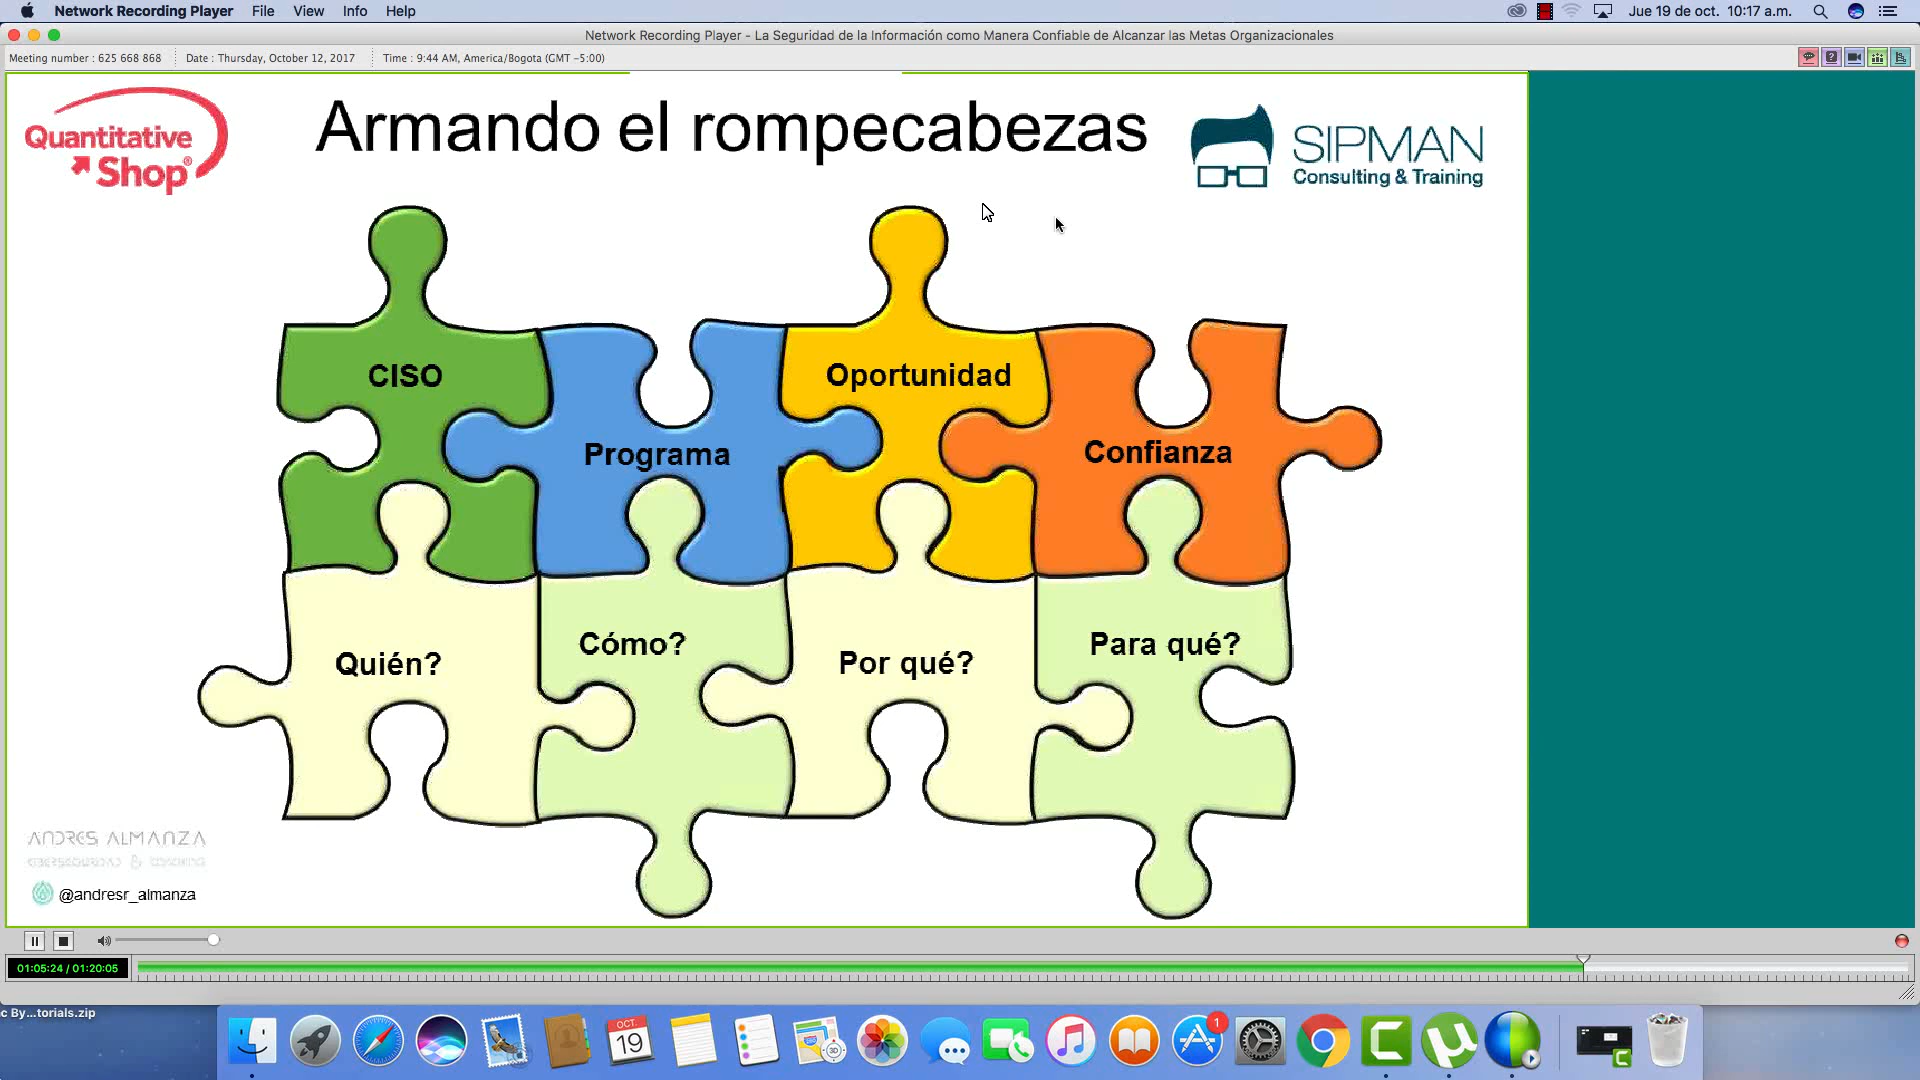 Network Recording Player File View Info Help
Jue 19 de oct. 10:17 a.m.
Network Recording Player - La Seguridad de la Información como Manera Confiable de Alcanzar las Metas Organizacionales
Meeting number : 625 668 868 Date : Thursday, October 12, 2017 Time : 9:44 AM, America/Bogota (GMT -5:00)
Quantitative
Shop®
Armando el rompecabezas
SIPMAN
Consulting & Training
CISO
Programa
Oportunidad
Confianza
Quién?
Cómo?
Por qué?
Para qué?
ANDRES ALMANZA
@andresr_almanza
01:05:24 / 01:20:05
c By...torials.zip
OCT.
19
3D
1